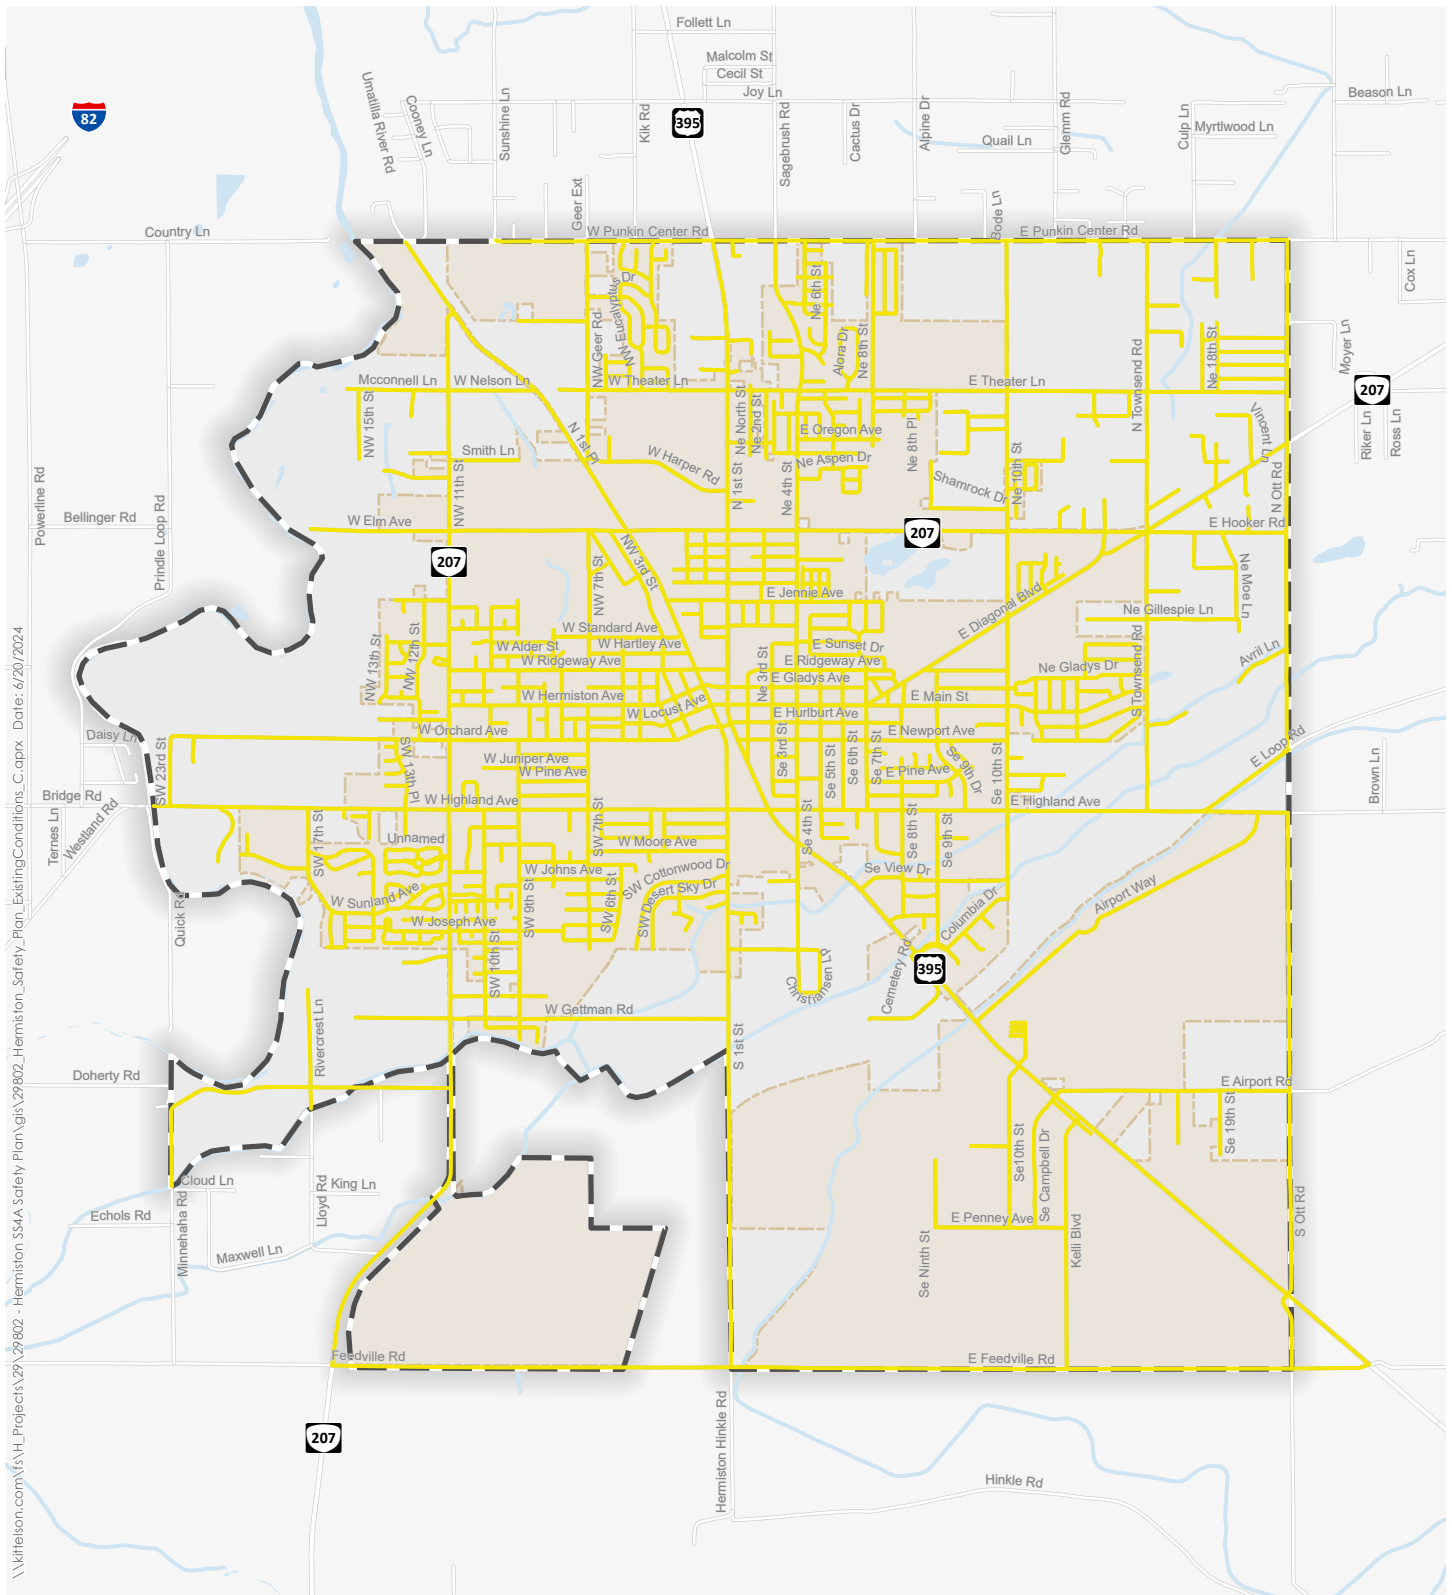 Follett Ln
Malcolm St
Cecil St
Joy Ln
Beason Ln
82
395
Umatilla River Rd
Cooney Ln
Sunshine Ln
Kik Rd
Sagebrush Rd
Cactus Dr
Alpine Dr
Quail Ln
Glemm Rd
Culp Ln
Myrtlwood Ln
Geer Ext
Bode Ln
Country Ln
W Punkin Center Rd
E Punkin Center Rd
Cox Ln
NW Eucalyptus Dr
Ne 6th St
NW Geer Rd
Alora Dr
Ne 8th St
N Townsend Rd
Ne 18th St
Moyer Ln
Mcconnell Ln
W Nelson Ln
W Theater Ln
E Theater Ln
207
NW 15th St
Ne North St
Ne 2nd St
E Oregon Ave
Ne 8th Pl
Vincent Ln
Riker Ln
Ross Ln
N 1st Pl
Smith Ln
W Harper Rd
Ne Aspen Dr
Shamrock Dr
Ne 10th St
NW 11th St
N 1st St
Ne 4th St
N Ott Rd
Powerline Rd
Prindle Loop Rd
Bellinger Rd
W Elm Ave
207
E Hooker Rd
207
NW 3rd St
NW 7th St
E Jennie Ave
E Diagonal Blvd
Ne Moe Ln
Ne Gillespie Ln
W Standard Ave
NW 13th St
NW 12th St
W Alder St
W Hartley Ave
E Sunset Dr
W Ridgeway Ave
E Ridgeway Ave
Ne 3rd St
E Gladys Ave
Ne Gladys Dr
Avril Ln
S Townsend Rd
W Hermiston Ave
E Main St
W Locust Ave
E Hurlburt Ave
W Orchard Ave
E Newport Ave
Daisy Ln
SW 23rd St
SW 13th Pl
W Juniper Ave
W Pine Ave
Se 3rd St
Se 5th St
Se 6th St
Se 7th St
E Pine Ave
Se 9th Dr
Se 10th St
E Loop Rd
Brown Ln
Bridge Rd
W Highland Ave
E Highland Ave
Ternes Ln
Westland Rd
SW 17th St
Unnamed
SW 7th St
W Moore Ave
Se 4th St
Se 8th St
Se 9th St
W Johns Ave
SW Cottonwood Dr
Se View Dr
W Sunland Ave
SW 6th St
SW Desert Sky Dr
Airport Way
Quick Rd
W Joseph Ave
SW 9th St
Columbia Dr
SW 10th St
Christiansen Lp
Cemetery Rd
395
Rivercrest Ln
W Gettman Rd
S 1st St
Doherty Rd
E Airport Rd
Se10th St
Se Campbell Dr
Se 19th St
Cloud Ln
King Ln
Lloyd Rd
Echols Rd
Minnehaha Rd
Maxwell Ln
E Penney Ave
Se Ninth St
Kelli Blvd
S Ott Rd
Feedville Rd
E Feedville Rd
207
Hermiston Hinkle Rd
Hinkle Rd
\\kittelson.com\fs\H_Projects\29\29802 - Hermiston SS4A Safety Plan\gis\29802_Hermiston_Safety_Plan_ExistingConditions_C.aprx Date: 6/20/2024